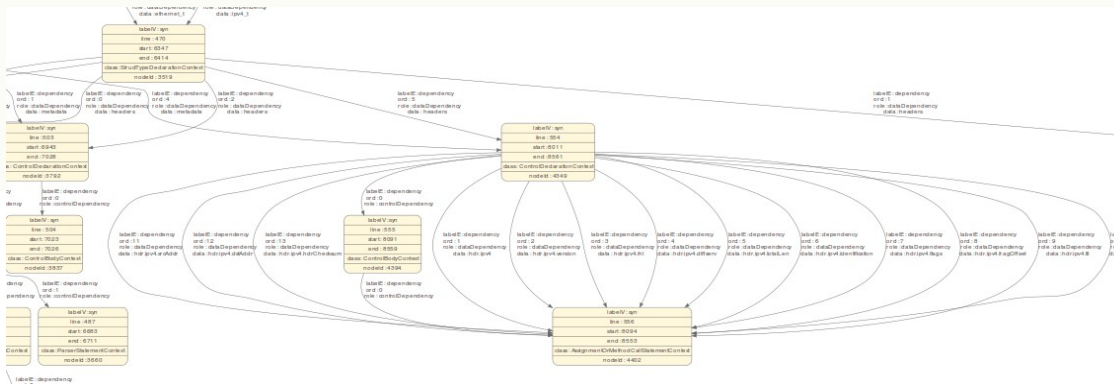 role: dataDependency
data: ethernet_t
role: dataDependency
data: ipv4_t
labelV: syn
line: 470
start: 6347
end: 6414
class: StructTypeDeclarationContext
nodeId: 3519
labelE: dependency
ord: 1
role: dataDependency
data: metadata
labelE: dependency
ord: 0
role: dataDependency
data: headers
labelE: dependency
ord: 4
role: dataDependency
data: metadata
labelE: dependency
ord: 2
role: dataDependency
data: headers
labelE: dependency
ord: 5
role: dataDependency
data: headers
labelE: dependency
ord: 1
role: dataDependency
data: headers
labelV: syn
line: 503
start: 6943
end: 7028
ControlDeclarationContext
nodeId: 3792
labelV: syn
line: 554
start: 8011
end: 8561
class: ControlDeclarationContext
nodeId: 4349
labelE: dependency
ord: 0
role: controlDependency
labelE: dependency
ord: 0
role: controlDependency
labelV: syn
line: 504
start: 7023
end: 7026
class: ControlBodyContext
nodeId: 3837
labelV: syn
line: 555
start: 8091
end: 8559
class: ControlBodyContext
nodeId: 4394
labelE: dependency
ord: 11
role: dataDependency
data: hdr.ipv4.srcAddr
labelE: dependency
ord: 12
role: dataDependency
data: hdr.ipv4.dstAddr
labelE: dependency
ord: 13
role: dataDependency
data: hdr.ipv4.hdrChecksum
labelE: dependency
ord: 1
role: dataDependency
data: hdr.ipv4
labelE: dependency
ord: 2
role: dataDependency
data: hdr.ipv4.version
labelE: dependency
ord: 3
role: dataDependency
data: hdr.ipv4.ihl
labelE: dependency
ord: 4
role: dataDependency
data: hdr.ipv4.diffserv
labelE: dependency
ord: 5
role: dataDependency
data: hdr.ipv4.totalLen
labelE: dependency
ord: 6
role: dataDependency
data: hdr.ipv4.identification
labelE: dependency
ord: 7
role: dataDependency
data: hdr.ipv4.flags
labelE: dependency
ord: 8
role: dataDependency
data: hdr.ipv4.fragOffset
labelE: dependency
ord: 9
role: dataDependency
data: hdr.ipv4.ttl
labelE: dependency
ord: 1
role: controlDependency
labelE: dependency
ord: 0
role: controlDependency
labelV: syn
line: 487
start: 6683
end: 6711
class: ParserStatementContext
nodeId: 3660
labelV: syn
line: 556
start: 8094
end: 8553
class: AssignmentOrMethodCallStatementContext
nodeId: 4402
labelE: dependency